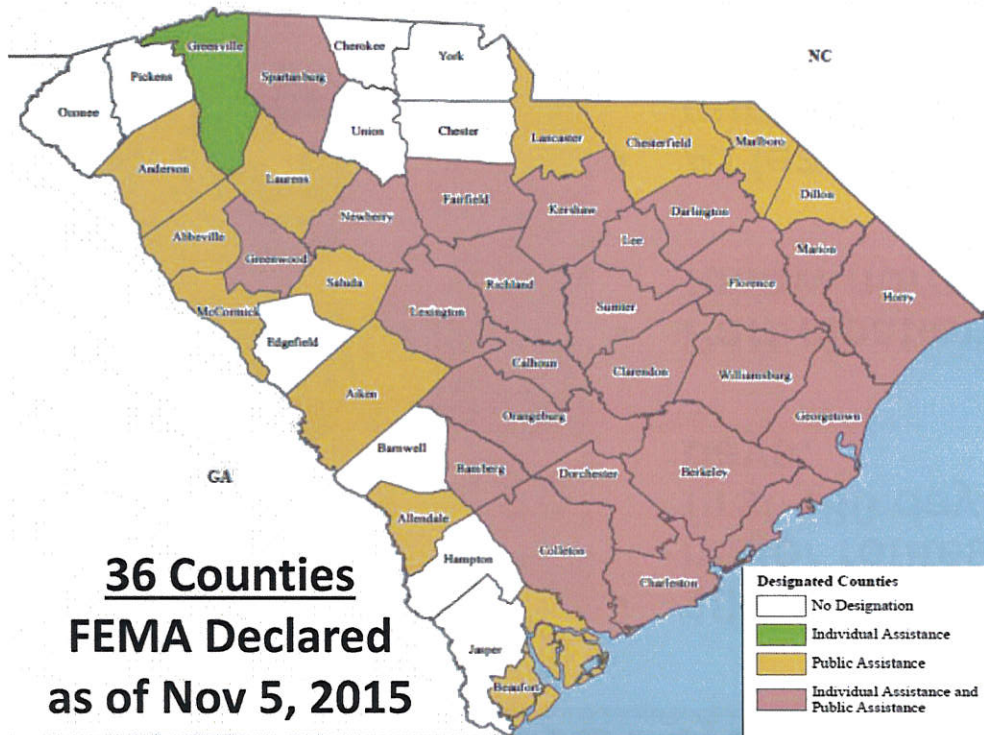 Greenville
Cherokee
York
NC
Pickens
Spartanburg
Oconee
Union
Chester
Lancaster
Chesterfield
Marlboro
Anderson
Laurens
Dillon
Fairfield
Kershaw
Darlington
Newberry
Abbeville
Lee
Marion
Greenwood
Saluda
Richland
Florence
Horry
McCormick
Lexington
Sumter
Edgefield
Calhoun
Clarendon
Williamsburg
Aiken
Orangeburg
Georgetown
Barnwell
GA
Bamberg
Dorchester
Berkeley
Allendale
Hampton
Colleton
Charleston
Jasper
Beaufort
36 Counties
FEMA Declared
as of Nov 5, 2015
Designated Counties
No Designation
Individual Assistance
Public Assistance
Individual Assistance and
Public Assistance